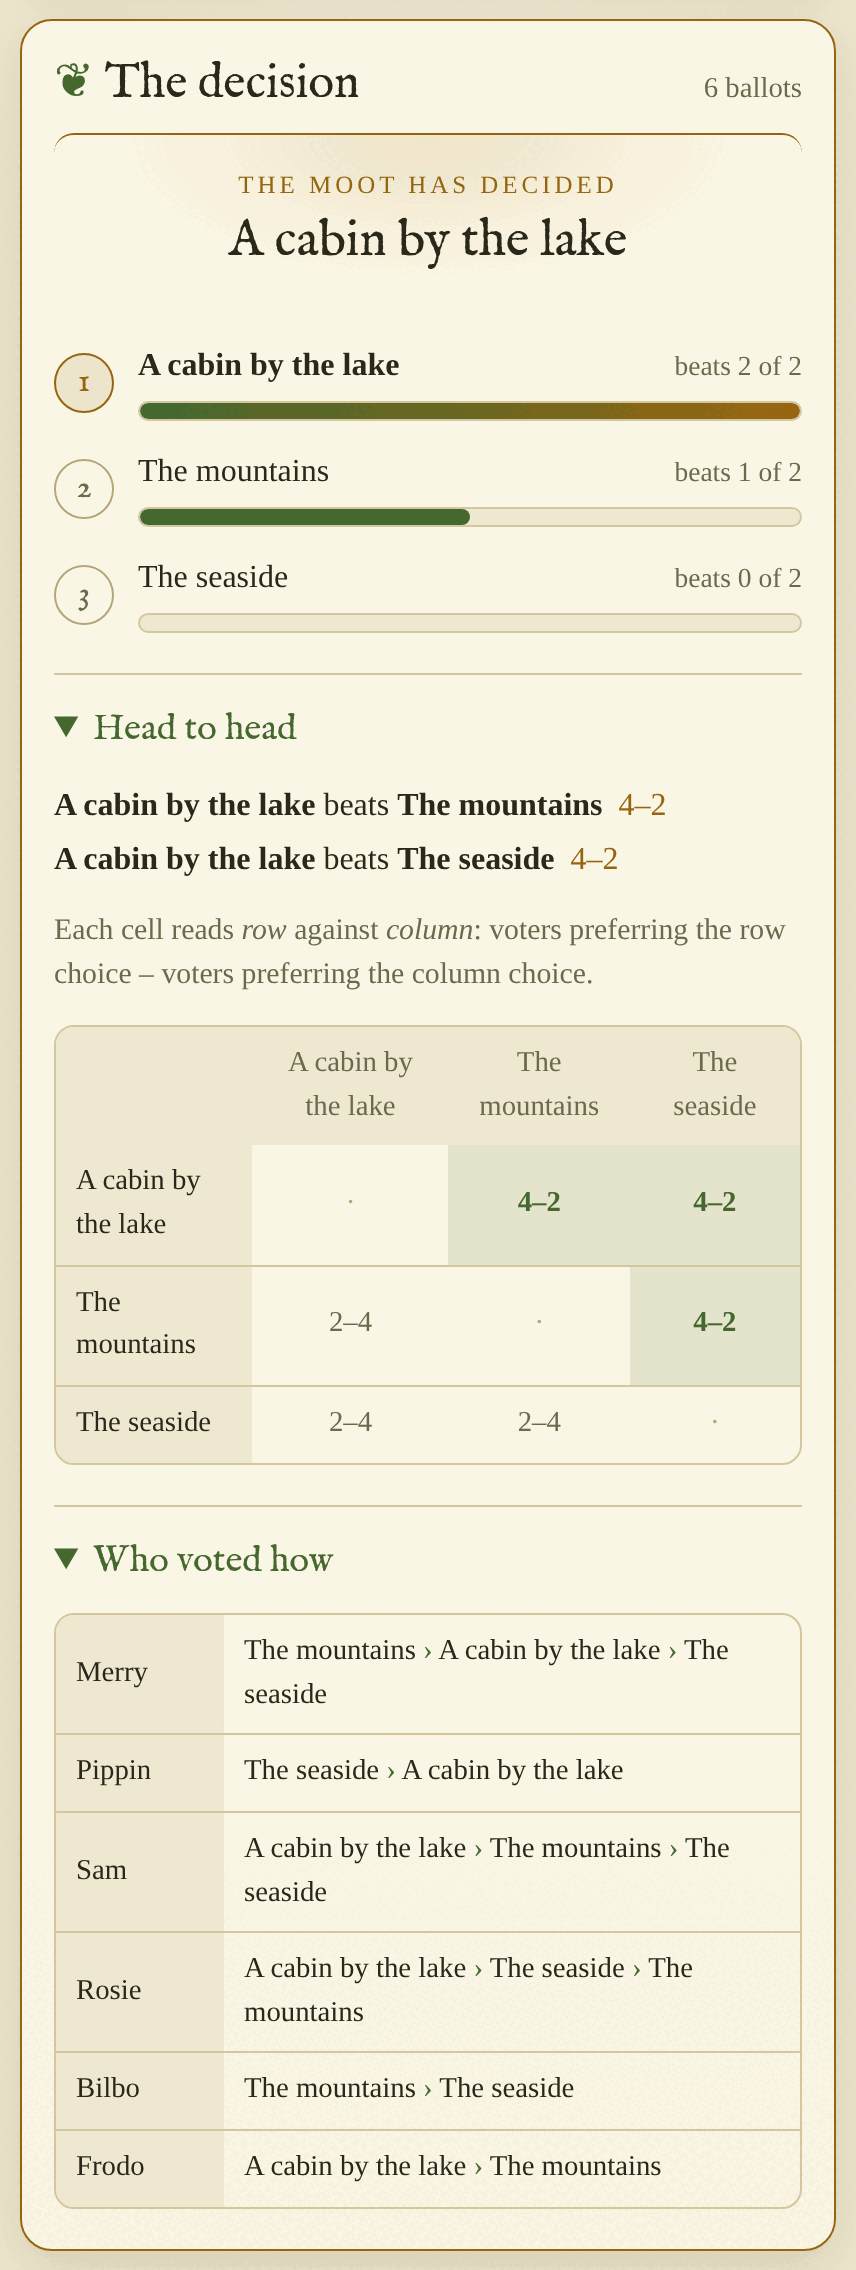 ❦ The decision
6 ballots
THE MOOT HAS DECIDED
A cabin by the lake
1
A cabin by the lake
beats 2 of 2
2
The mountains
beats 1 of 2
3
The seaside
beats 0 of 2
▼ Head to head
A cabin by the lake beats The mountains 4–2
A cabin by the lake beats The seaside 4–2
Each cell reads row against column: voters preferring the row
choice – voters preferring the column choice.
A cabin by
the lake
The
mountains
The
seaside
A cabin by
the lake
·
4–2
4–2
The
mountains
2–4
·
4–2
The seaside
2–4
2–4
·
▼ Who voted how
Merry
The mountains › A cabin by the lake › The
seaside
Pippin
The seaside › A cabin by the lake
Sam
A cabin by the lake › The mountains › The
seaside
Rosie
A cabin by the lake › The seaside › The
mountains
Bilbo
The mountains › The seaside
Frodo
A cabin by the lake › The mountains